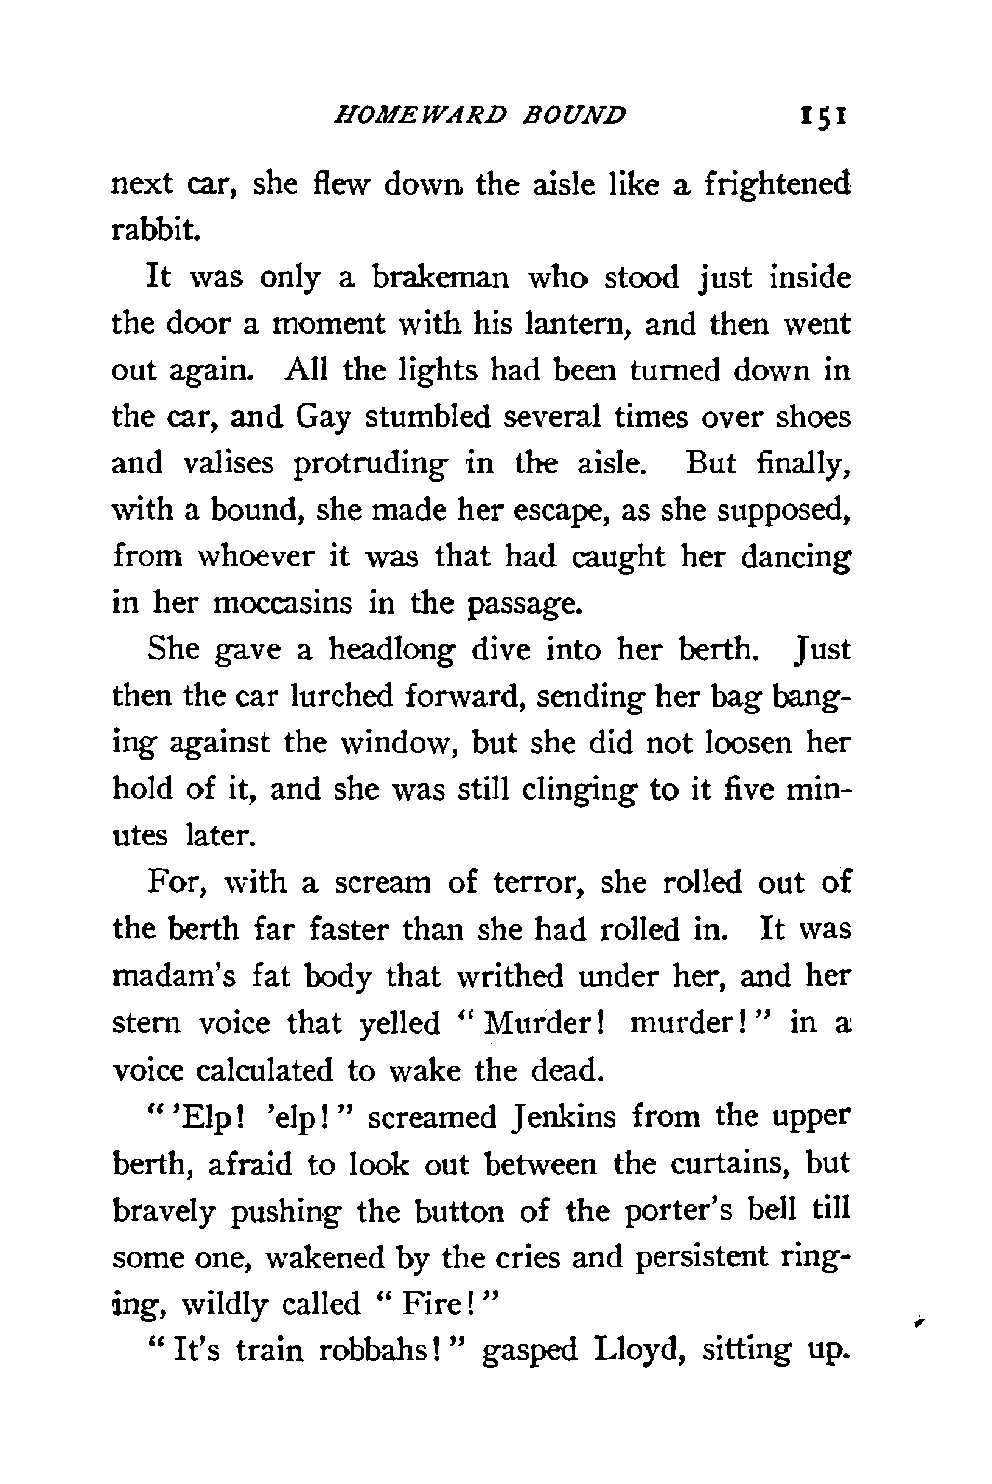 HOMEWARD BOUND 151
next car, she flew down the aisle like a frightened
rabbit.
It was only a brakeman who stood just inside
the door a moment with his lantern, and then went
out again. All the lights had been turned down in
the car, and Gay stumbled several times over shoes
and valises protruding in the aisle. But finally,
with a bound, she made her escape, as she supposed,
from whoever it was that had caught her dancing
in her moccasins in the passage.
She gave a headlong dive into her berth. Just
then the car lurched forward, sending her bag bang-
ing against the window, but she did not loosen her
hold of it, and she was still clinging to it five min-
utes later.
For, with a scream of terror, she rolled out of
the berth far faster than she had rolled in. It was
madam's fat body that writhed under her, and her
stern voice that yelled “ Murder! murder! ” in a
voice calculated to wake the dead.
“ 'Elp! 'elp! ” screamed Jenkins from the upper
berth, afraid to look out between the curtains, but
bravely pushing the button of the porter's bell till
some one, wakened by the cries and persistent ring-
ing, wildly called “ Fire! ”
“ It's train robbahs! ” gasped Lloyd, sitting up.